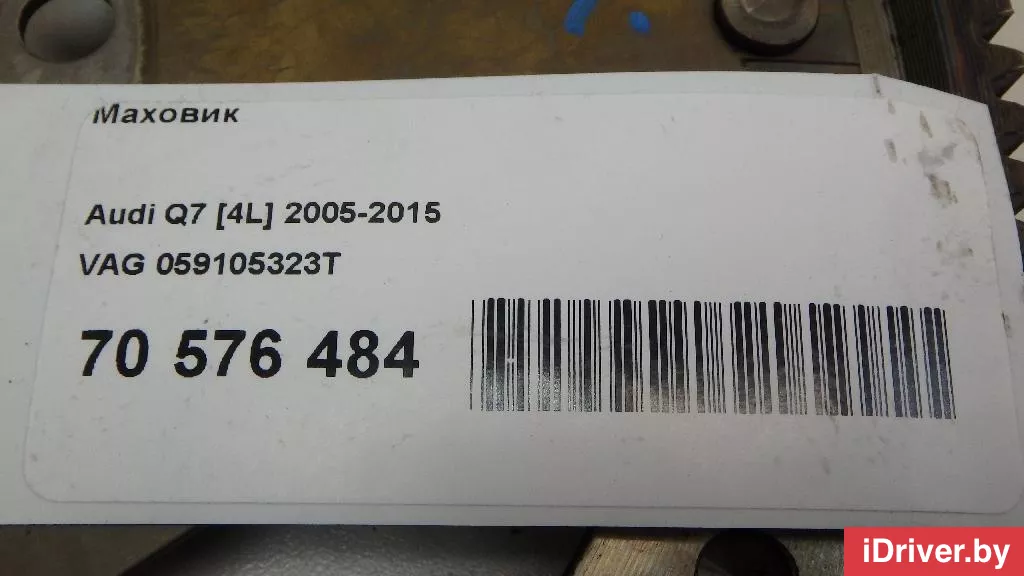 Маховик
Audi Q7 [4L] 2005-2015
VAG 059105323T
70 576 484
iDriver.by